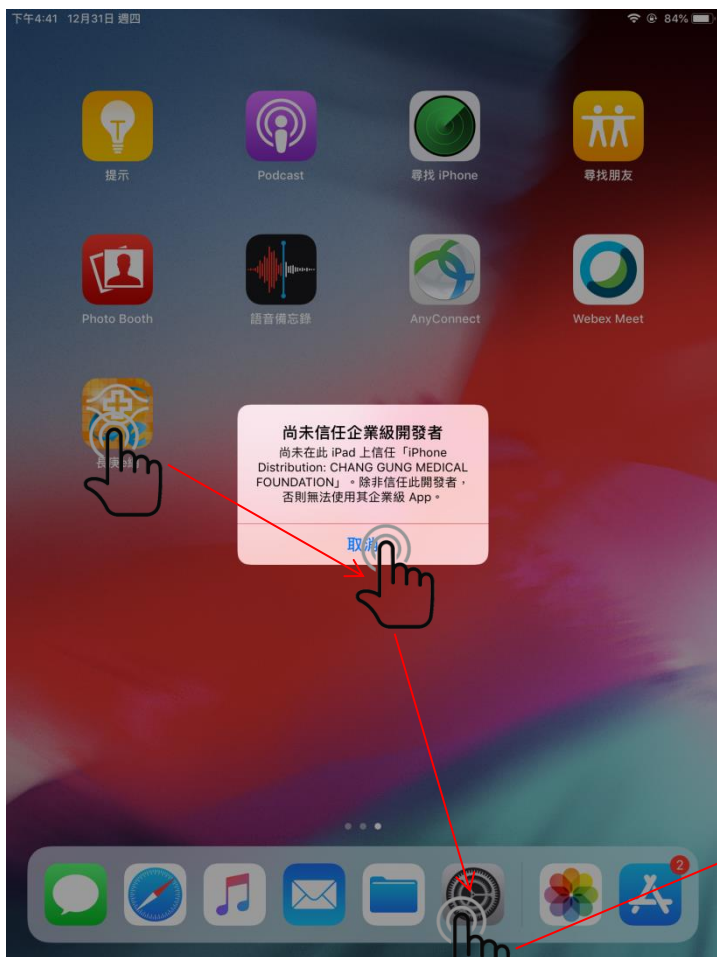 下午4:41 12月31日 週四
84%
提示
Podcast
尋找 iPhone
尋找朋友
Photo Booth
語音備忘錄
AnyConnect
Webex Meet
長庚
尚未信任企業級開發者
尚未在此 iPad 上信任「iPhone
Distribution: CHANG GUNG MEDICAL
FOUNDATION」。除非信任此開發者，
否則無法使用其企業級 App。
取消
2